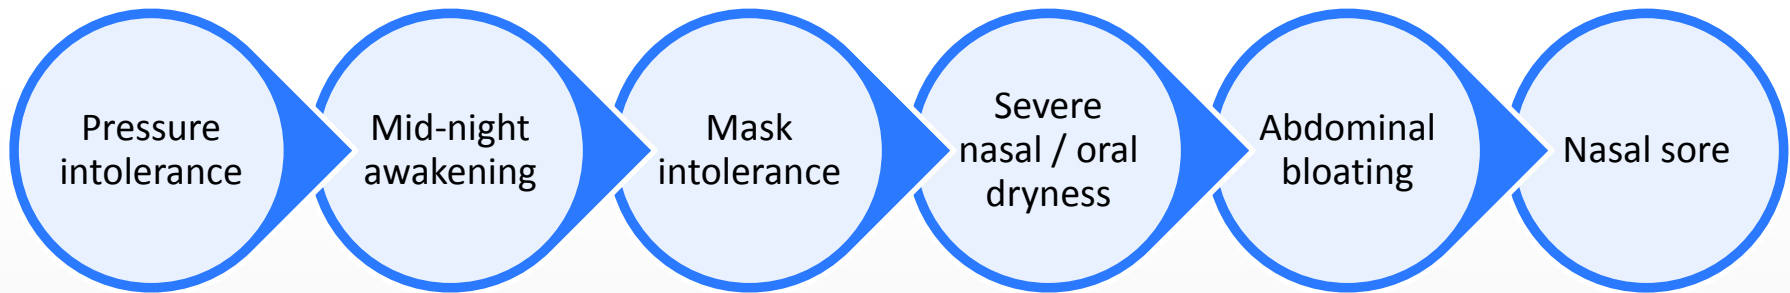 Pressure
intolerance
Mid-night
awakening
Mask
intolerance
Severe
nasal / oral
dryness
Abdominal
bloating
Nasal sore